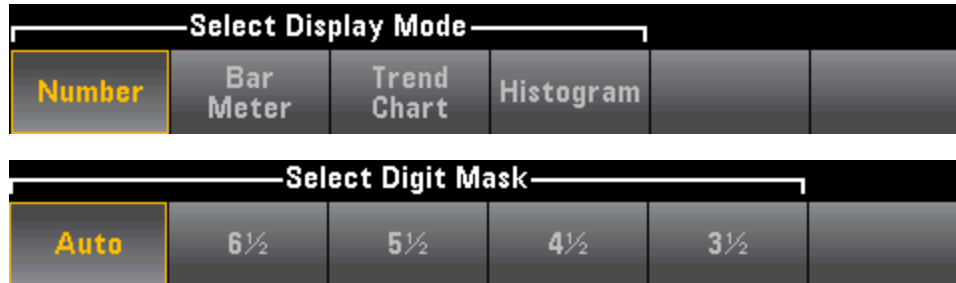 Select Display Mode
Number
Bar
Meter
Trend
Chart
Histogram
Select Digit Mask
Auto
6½
5½
4½
3½